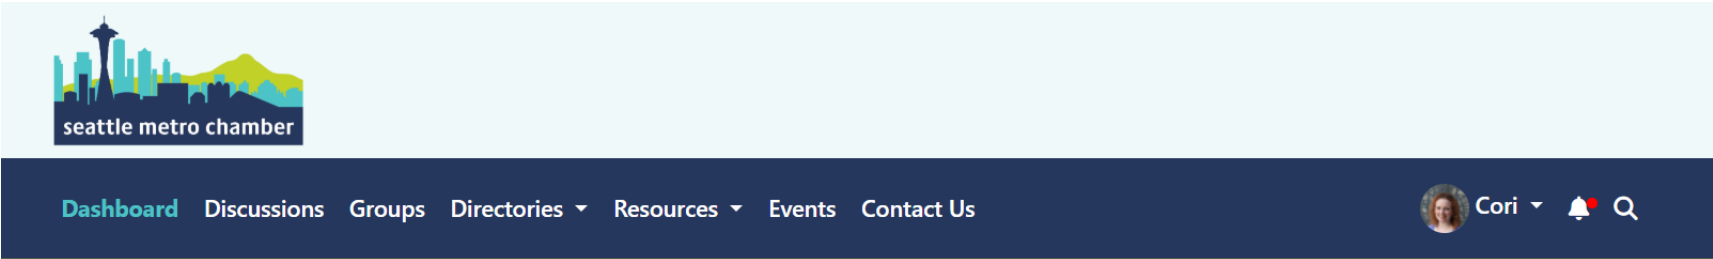 seattle metro chamber
Dashboard Discussions Groups Directories Resources Events Contact Us Cori